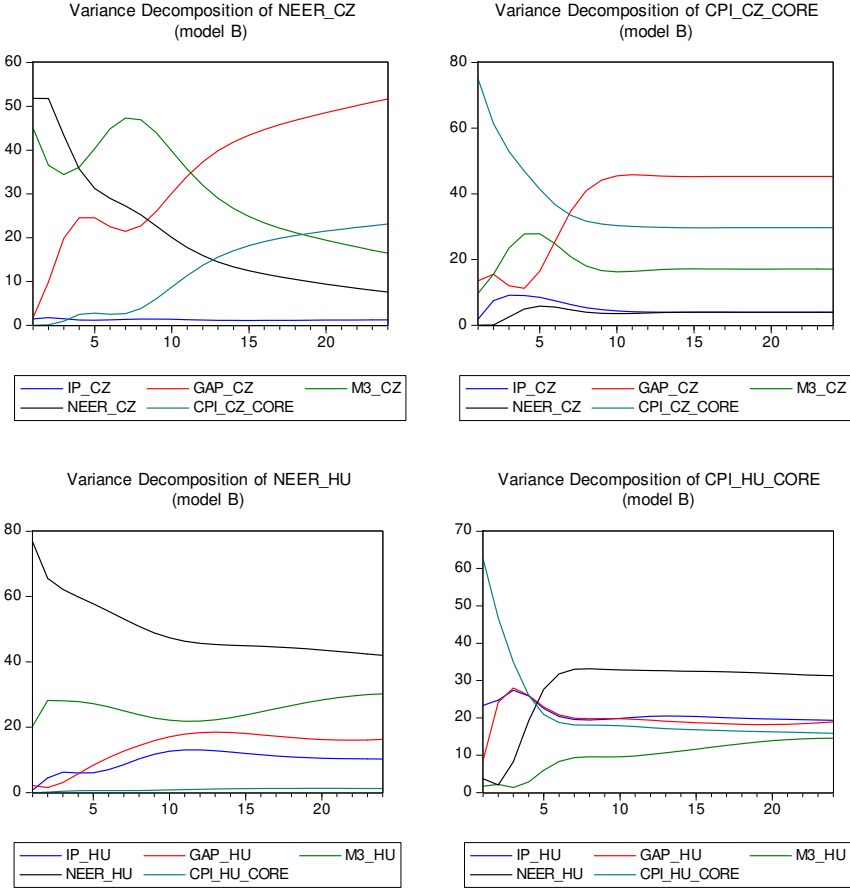 Variance Decomposition of NEER_CZ
(model B)
60
50
40
30
20
10
0
5
10
15
20
IP_CZ
GAP_CZ
M3_CZ
NEER_CZ
CPI_CZ_CORE
Variance Decomposition of CPI_CZ_CORE
(model B)
80
60
40
20
0
5
10
15
20
IP_CZ
GAP_CZ
M3_CZ
NEER_CZ
CPI_CZ_CORE
Variance Decomposition of NEER_HU
(model B)
80
60
40
20
0
5
10
15
20
IP_HU
GAP_HU
M3_HU
NEER_HU
CPI_HU_CORE
Variance Decomposition of CPI_HU_CORE
(model B)
70
60
50
40
30
20
10
0
5
10
15
20
IP_HU
GAP_HU
M3_HU
NEER_HU
CPI_HU_CORE